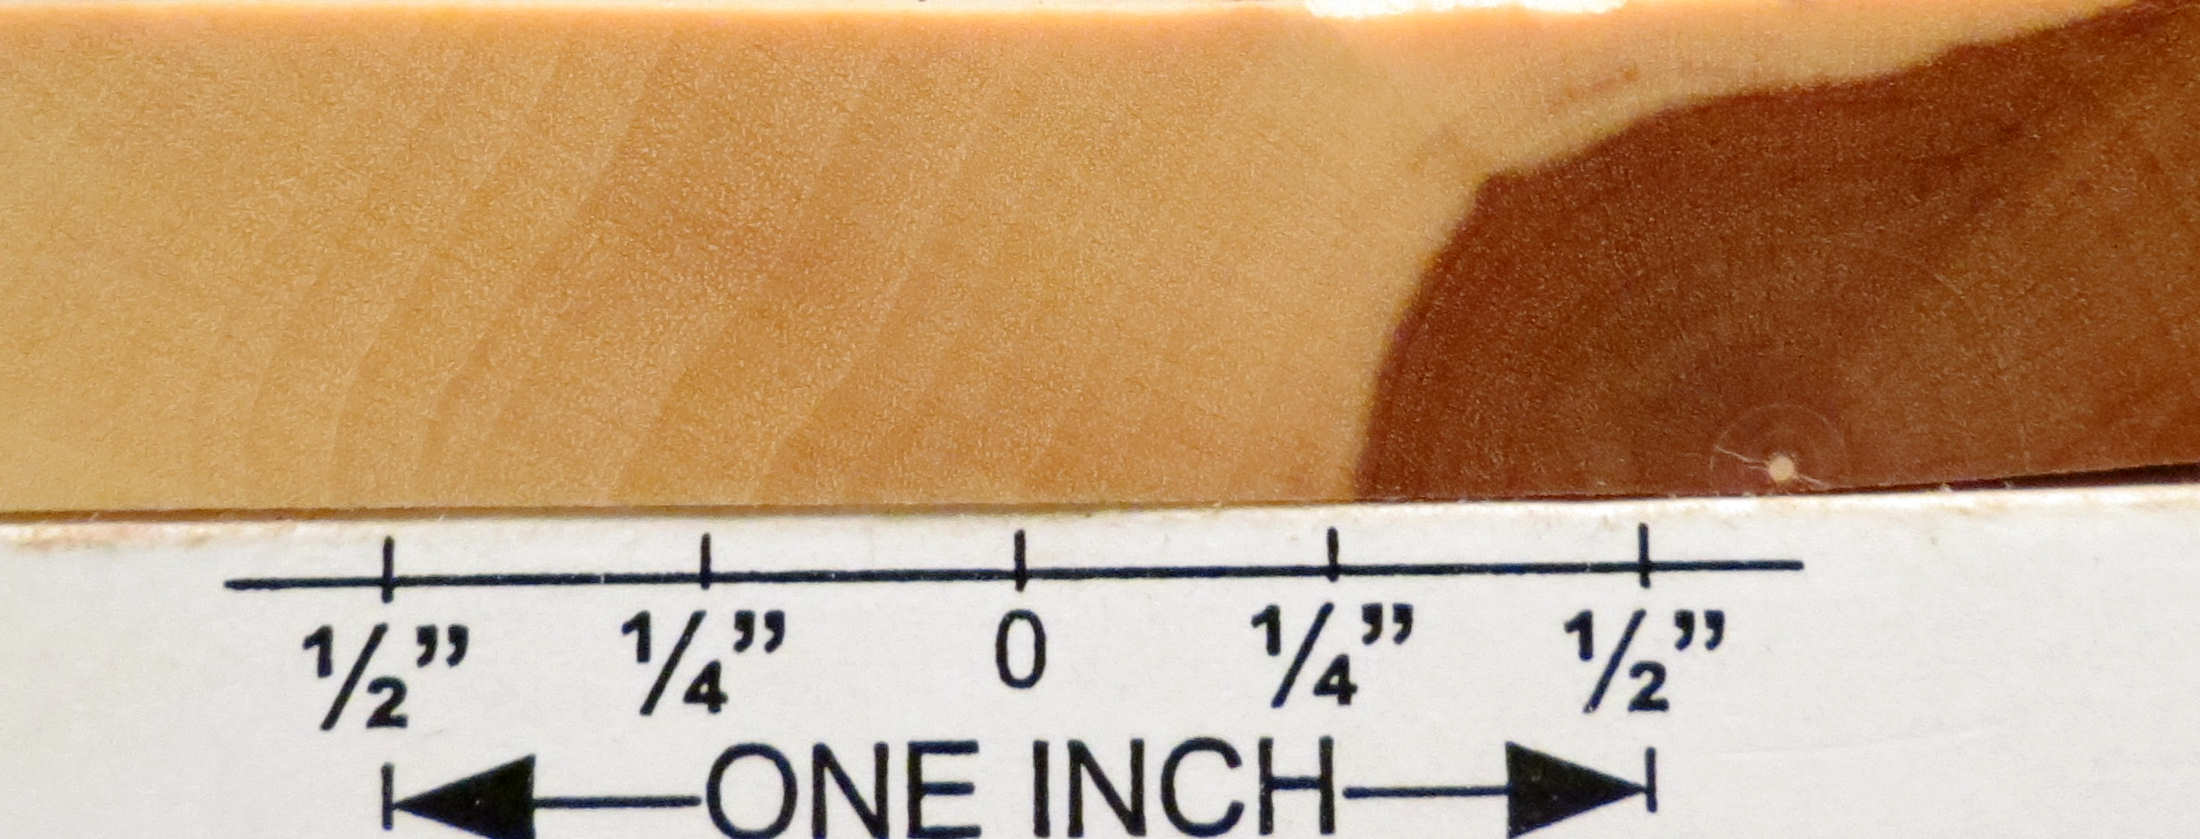 ½” ¼” 0 ¼” ½”
ONE INCH